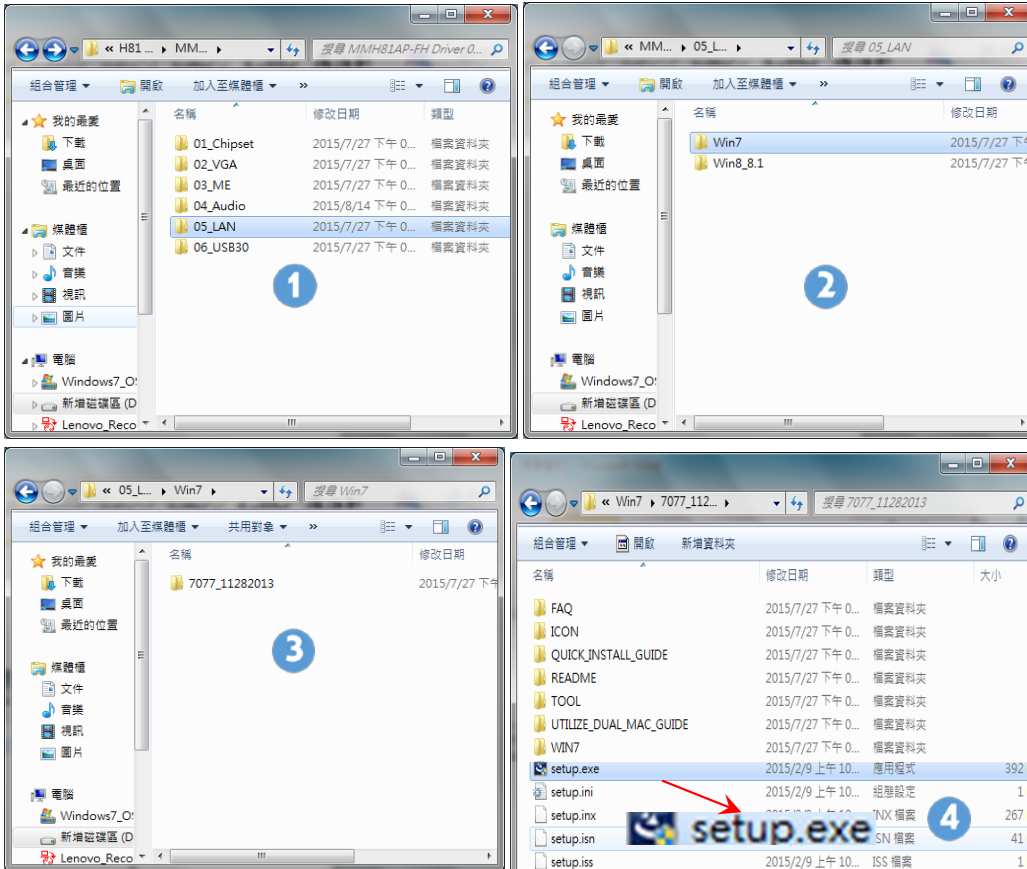 « H81 ... ▸ MM... ▸
搜尋 MMH81AP-FH Driver 0...
組合管理 ▼ 開啟 加入至媒體櫃 ▼ »
名稱 修改日期 類型
我的最愛
下載
桌面
最近的位置
媒體櫃
文件
音樂
視訊
圖片
電腦
Windows7_OS
新增磁碟區 (D
Lenovo_Reco
01_Chipset 2015/7/27 下午 0... 檔案資料夾
02_VGA 2015/7/27 下午 0... 檔案資料夾
03_ME 2015/7/27 下午 0... 檔案資料夾
04_Audio 2015/8/14 下午 0... 檔案資料夾
05_LAN 2015/7/27 下午 0... 檔案資料夾
06_USB30 2015/7/27 下午 0... 檔案資料夾
1
« MM... ▸ 05_L... ▸
搜尋 05_LAN
組合管理 ▼ 開啟 加入至媒體櫃 ▼ »
名稱 修改日期
我的最愛
下載
桌面
最近的位置
媒體櫃
文件
音樂
視訊
圖片
電腦
Windows7_OS
新增磁碟區 (D
Lenovo_Reco
Win7 2015/7/27 下午
Win8_8.1 2015/7/27 下午
2
« 05_L... ▸ Win7 ▸
搜尋 Win7
組合管理 ▼ 加入至媒體櫃 ▼ 共用對象 ▼ »
名稱 修改日期
我的最愛
下載
桌面
最近的位置
媒體櫃
文件
音樂
視訊
圖片
電腦
Windows7_OS
新增磁碟區 (D
Lenovo_Reco
7077_11282013 2015/7/27 下午
3
« Win7 ▸ 7077_112... ▸
搜尋 7077_11282013
組合管理 ▼ 開啟 新增資料夾
名稱 修改日期 類型 大小
FAQ 2015/7/27 下午 0... 檔案資料夾
ICON 2015/7/27 下午 0... 檔案資料夾
QUICK_INSTALL_GUIDE 2015/7/27 下午 0... 檔案資料夾
README 2015/7/27 下午 0... 檔案資料夾
TOOL 2015/7/27 下午 0... 檔案資料夾
UTILIZE_DUAL_MAC_GUIDE 2015/7/27 下午 0... 檔案資料夾
WIN7 2015/7/27 下午 0... 檔案資料夾
setup.exe 2015/2/9 上午 10... 應用程式 392
setup.ini 2015/2/9 上午 10... 組態設定 1
setup.inx INX 檔案 267
setup.isn ISN 檔案 41
setup.iss 2015/2/9 上午 10... ISS 檔案 1
setup.exe
4